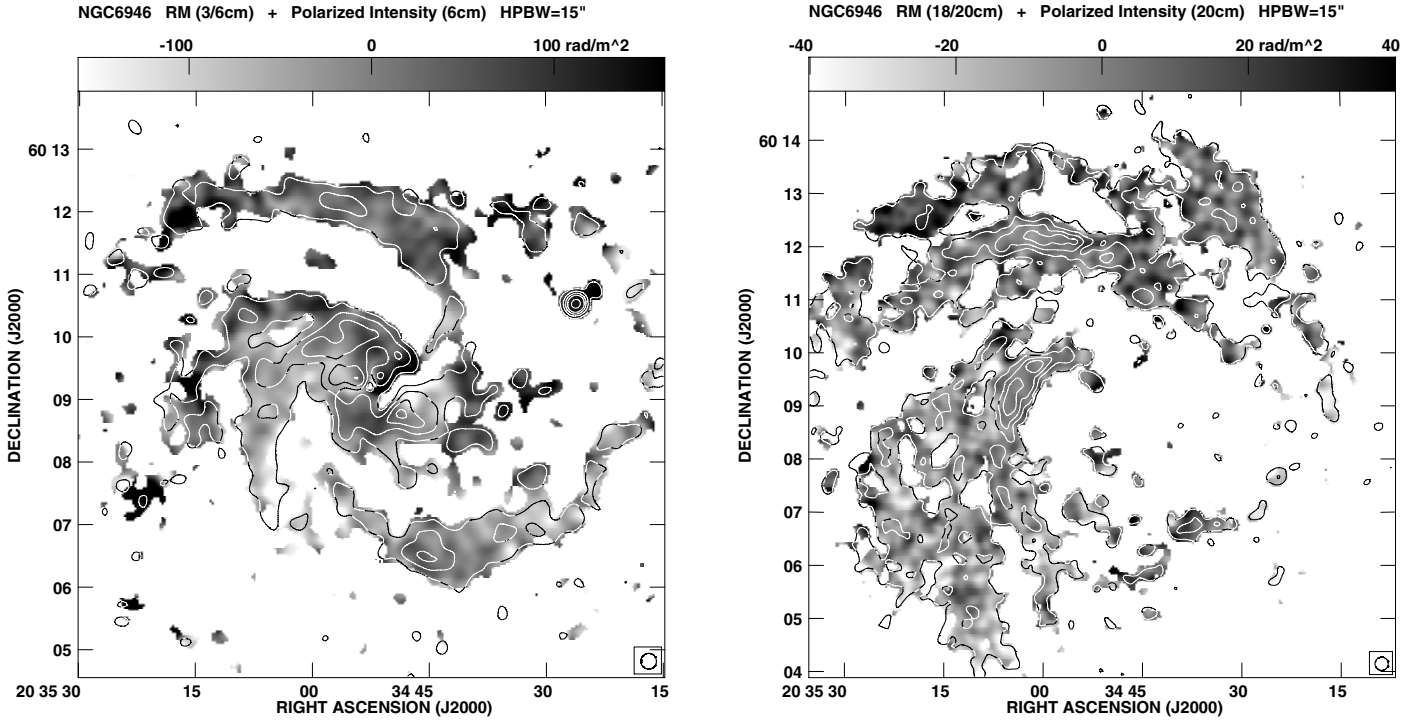 NGC6946 RM (3/6cm) + Polarized Intensity (6cm) HPBW=15"
-100 0 100 rad/m^2
60 13
12
11
10
09
08
07
06
05
20 35 30 15 00 34 45 30 15
RIGHT ASCENSION (J2000)
DECLINATION (J2000)
NGC6946 RM (18/20cm) + Polarized Intensity (20cm) HPBW=15"
-40 -20 0 20 rad/m^2 40
60 14
13
12
11
10
09
08
07
06
05
04
20 35 30 15 00 34 45 30 15
RIGHT ASCENSION (J2000)
DECLINATION (J2000)